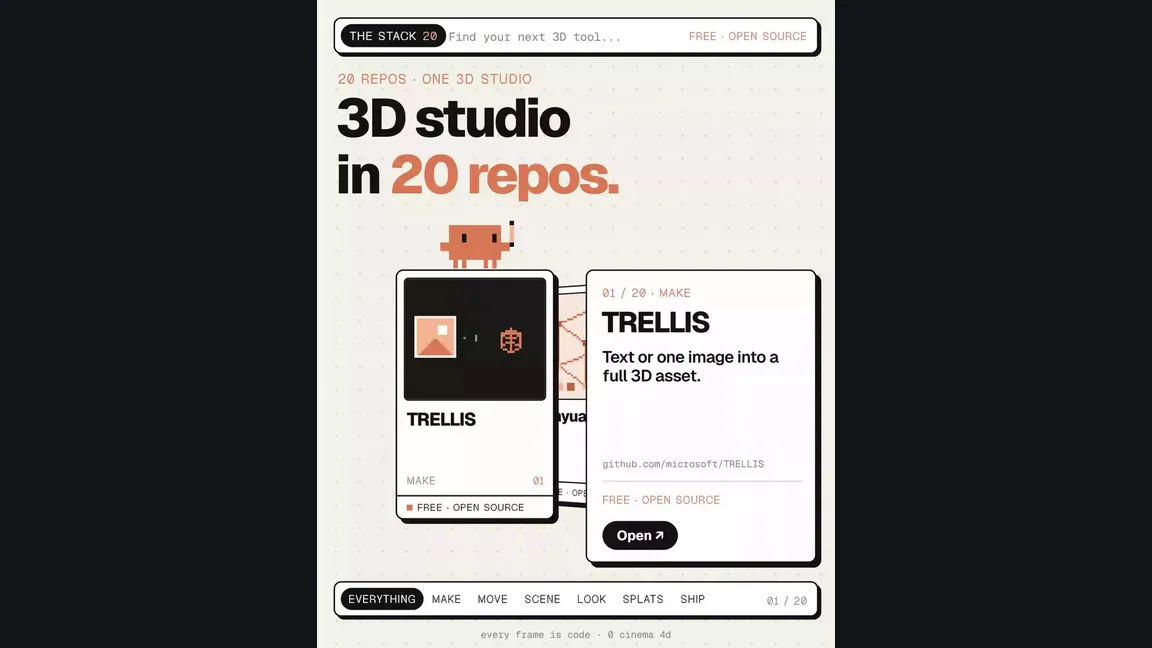 THE STACK 20 Find your next 3D tool... FREE · OPEN SOURCE
20 REPOS · ONE 3D STUDIO
3D studio
in 20 repos.
TRELLIS
MAKE 01
FREE · OPEN SOURCE
01 / 20 · MAKE
TRELLIS
Text or one image into a
full 3D asset.
github.com/microsoft/TRELLIS
FREE · OPEN SOURCE
Open ↗
EVERYTHING MAKE MOVE SCENE LOOK SPLATS SHIP 01 / 20
every frame is code · 0 cinema 4d